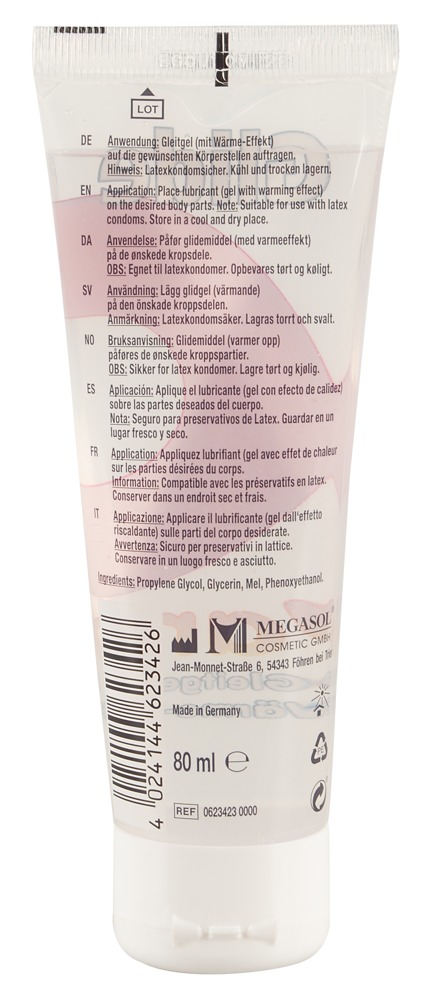 LOT
DE Anwendung: Gleitgel (mit Wärme-Effekt)
auf die gewünschten Körperstellen auftragen.
Hinweis: Latexkondomsicher. Kühl und trocken lagern.
EN Application: Place lubricant (gel with warming effect)
on the desired body parts. Note: Suitable for use with latex
condoms. Store in a cool and dry place.
DA Anvendelse: Påfør glidemiddel (med varmeeffekt)
på de ønskede kropsdele.
OBS: Egnet til latexkondomer. Opbevares tørt og køligt.
SV Användning: Lägg glidgel (värmande)
på den önskade kroppsdelen.
Anmärkning: Latexkondomsäker. Lagras torrt och svalt.
NO Bruksanvisning: Glidemiddel (varmer opp)
påføres de ønskede kroppspartier.
OBS: Sikker for latex kondomer. Lagre tørt og kjølig.
ES Aplicación: Aplique el lubricante (gel con efecto de calidez)
sobre las partes deseados del cuerpo.
Nota: Seguro para preservativos de Latex. Guardar en un
lugar fresco y seco.
FR Application: Appliquez lubrifiant (gel avec effet de chaleur
sur les parties désirées du corps.
Information: Compatible avec les préservatifs en latex.
Conserver dans un endroit sec et frais.
IT Applicazione: Applicare il lubrificante (gel dall'effetto
riscaldante) sulle parti del corpo desiderate.
Avvertenza: Sicuro per preservativi in lattice.
Conservare in un luogo fresco e asciutto.
Ingredients: Propylene Glycol, Glycerin, Mel, Phenoxyethanol.
M MEGASOL®
COSMETIC GMBH
Jean-Monnet-Straße 6, 54343 Föhren bei Trier
Made in Germany
80 ml e
REF 0623423 0000
4 024144 623426